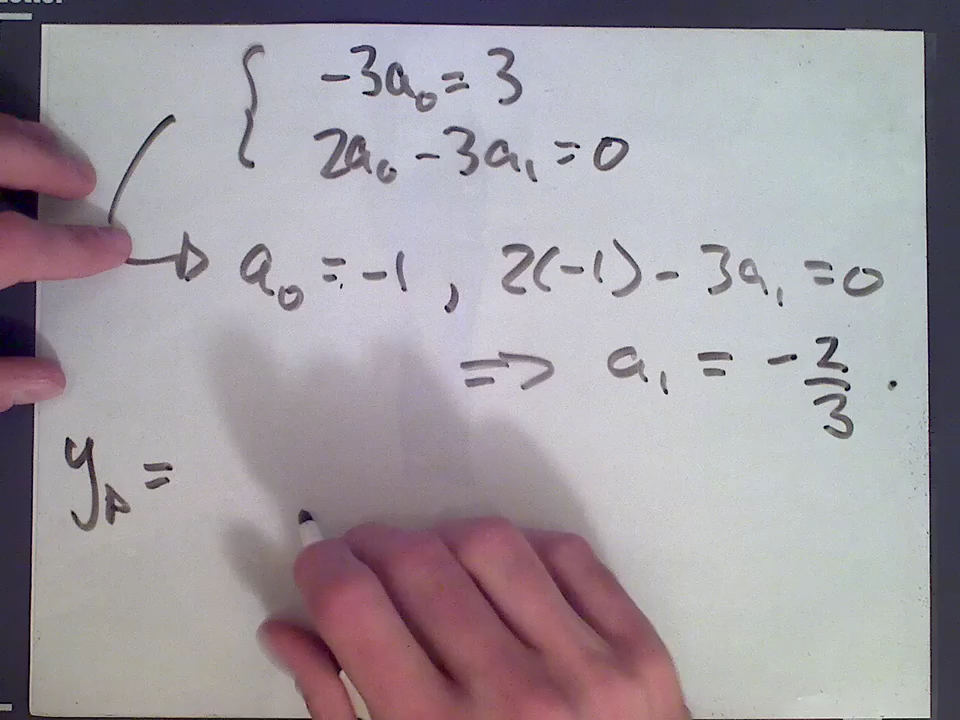 -3a₀ = 3
2a₀ - 3a₁ = 0
a₀ = -1 , 2(-1) - 3a₁ = 0
⇒ a₁ = -2/3 .
yₚ =